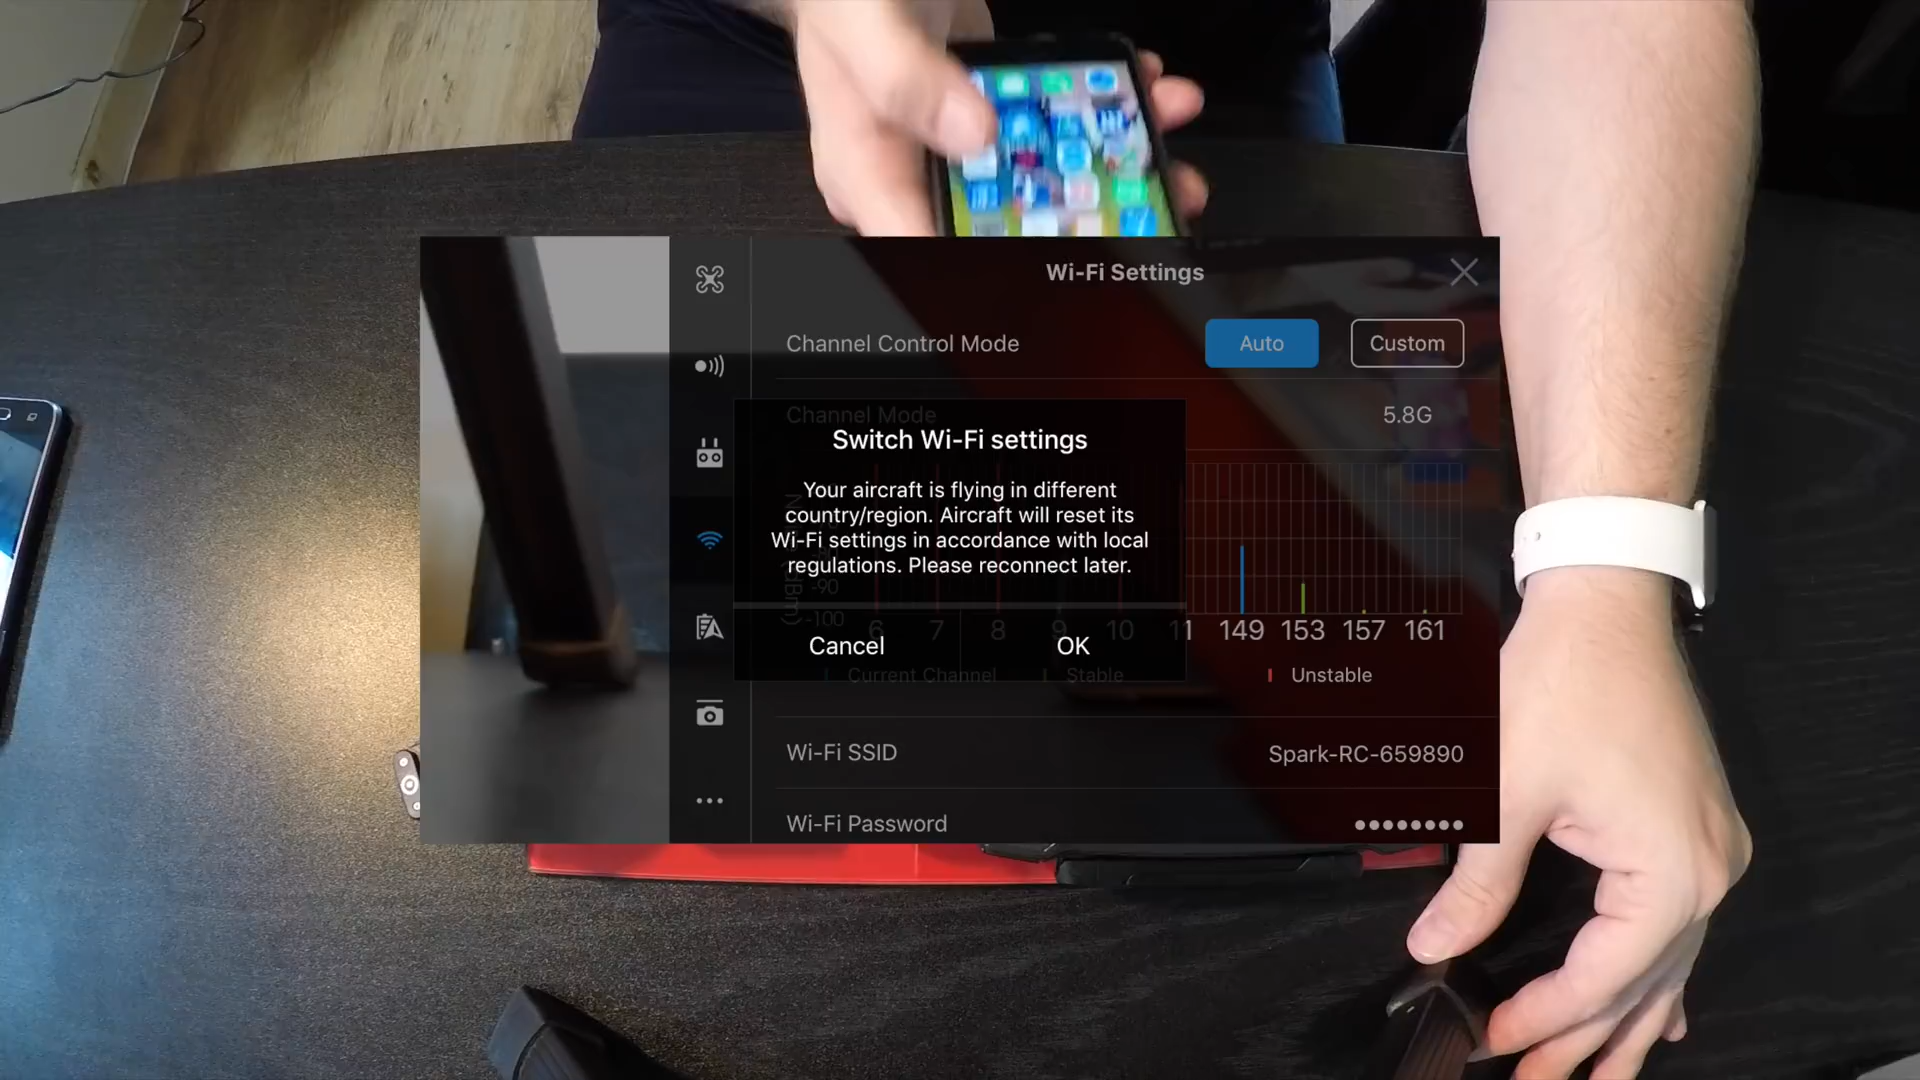 Wi-Fi Settings
Channel Control Mode
Auto
Custom
Channel Mode
5.8G
Switch Wi-Fi settings
Your aircraft is flying in different
country/region. Aircraft will reset its
Wi-Fi settings in accordance with local
regulations. Please reconnect later.
-90
-100
6 7 8 9 10 11 149 153 157 161
Cancel
OK
Current Channel
Stable
Unstable
Wi-Fi SSID
Spark-RC-659890
Wi-Fi Password